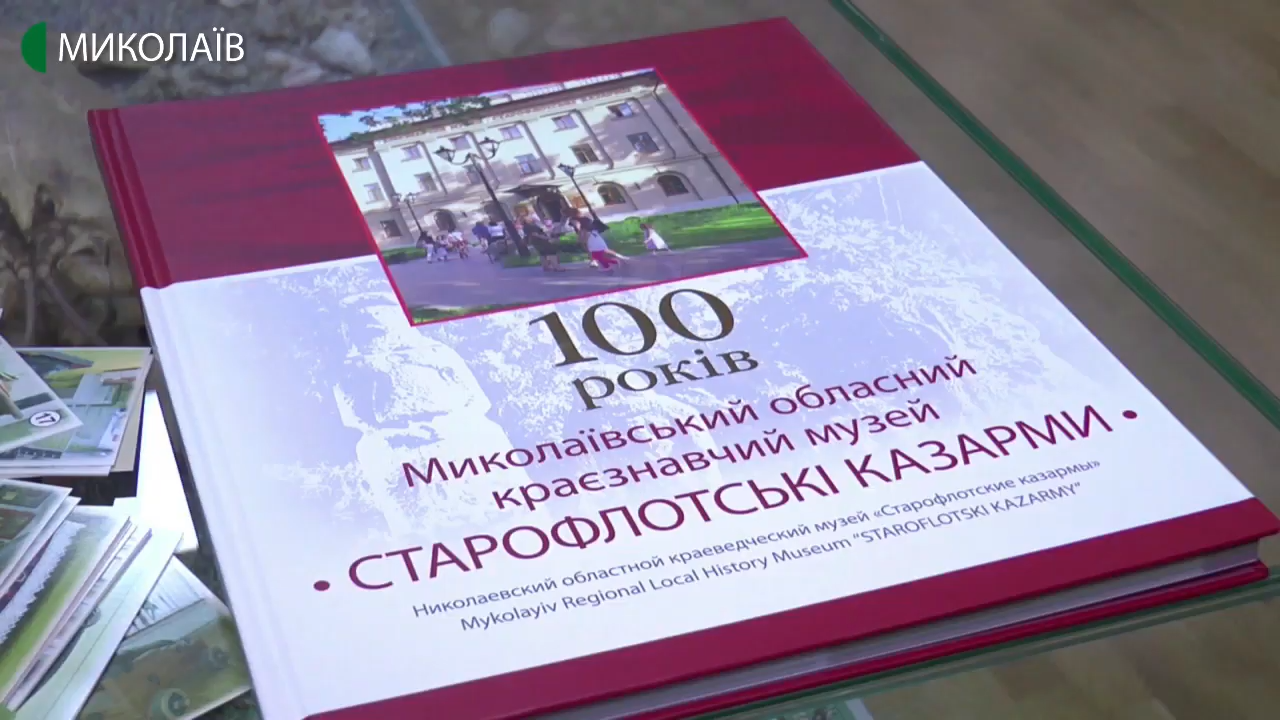 МИКОЛАЇВ
100
років
Миколаївський обласний
краєзнавчий музей
• СТАРОФЛОТСЬКІ КАЗАРМИ •
Николаевский областной краеведческий музей «Старофлотские казармы»
Mykolayiv Regional Local History Museum "STAROFLOTSKI KAZARMY"
17